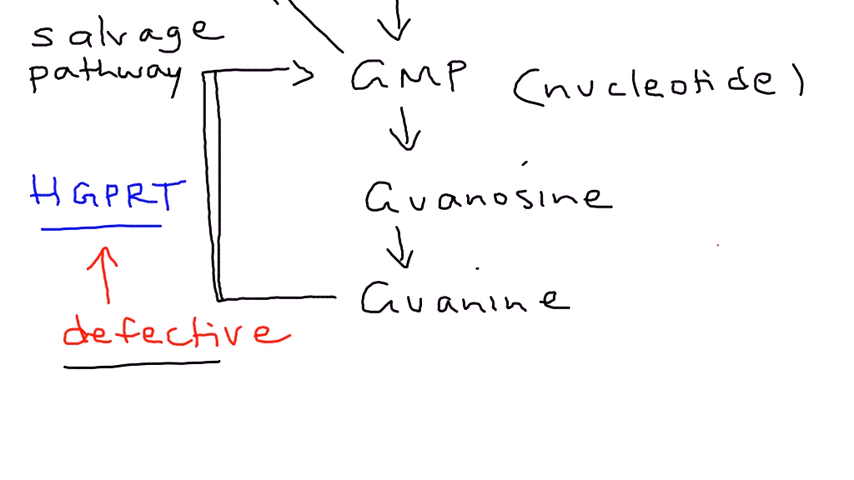 salvage
pathway
GMP (nucleotide)
HGPRT
Guanosine
Guanine
defective